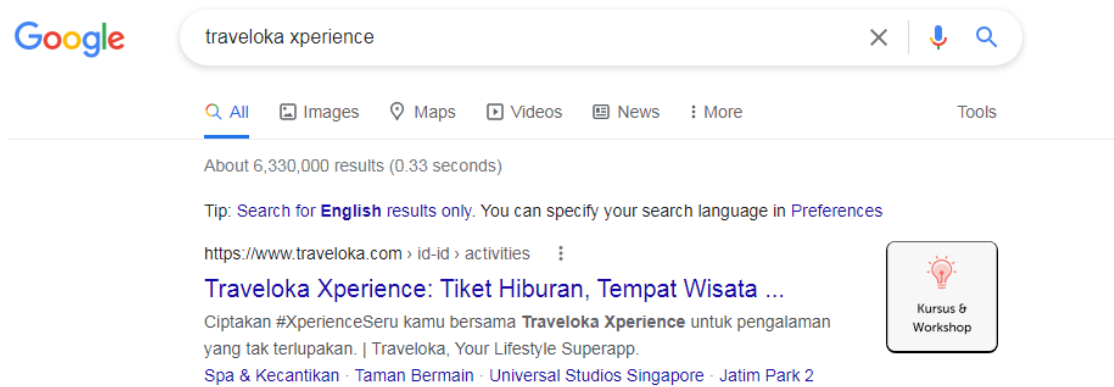 Google
traveloka xperience
All Images Maps Videos News More Tools
About 6,330,000 results (0.33 seconds)
Tip: Search for English results only. You can specify your search language in Preferences
https://www.traveloka.com › id-id › activities
Traveloka Xperience: Tiket Hiburan, Tempat Wisata ...
Ciptakan #XperienceSeru kamu bersama Traveloka Xperience untuk pengalaman
yang tak terlupakan. | Traveloka, Your Lifestyle Superapp.
Spa & Kecantikan · Taman Bermain · Universal Studios Singapore · Jatim Park 2
Kursus &
Workshop